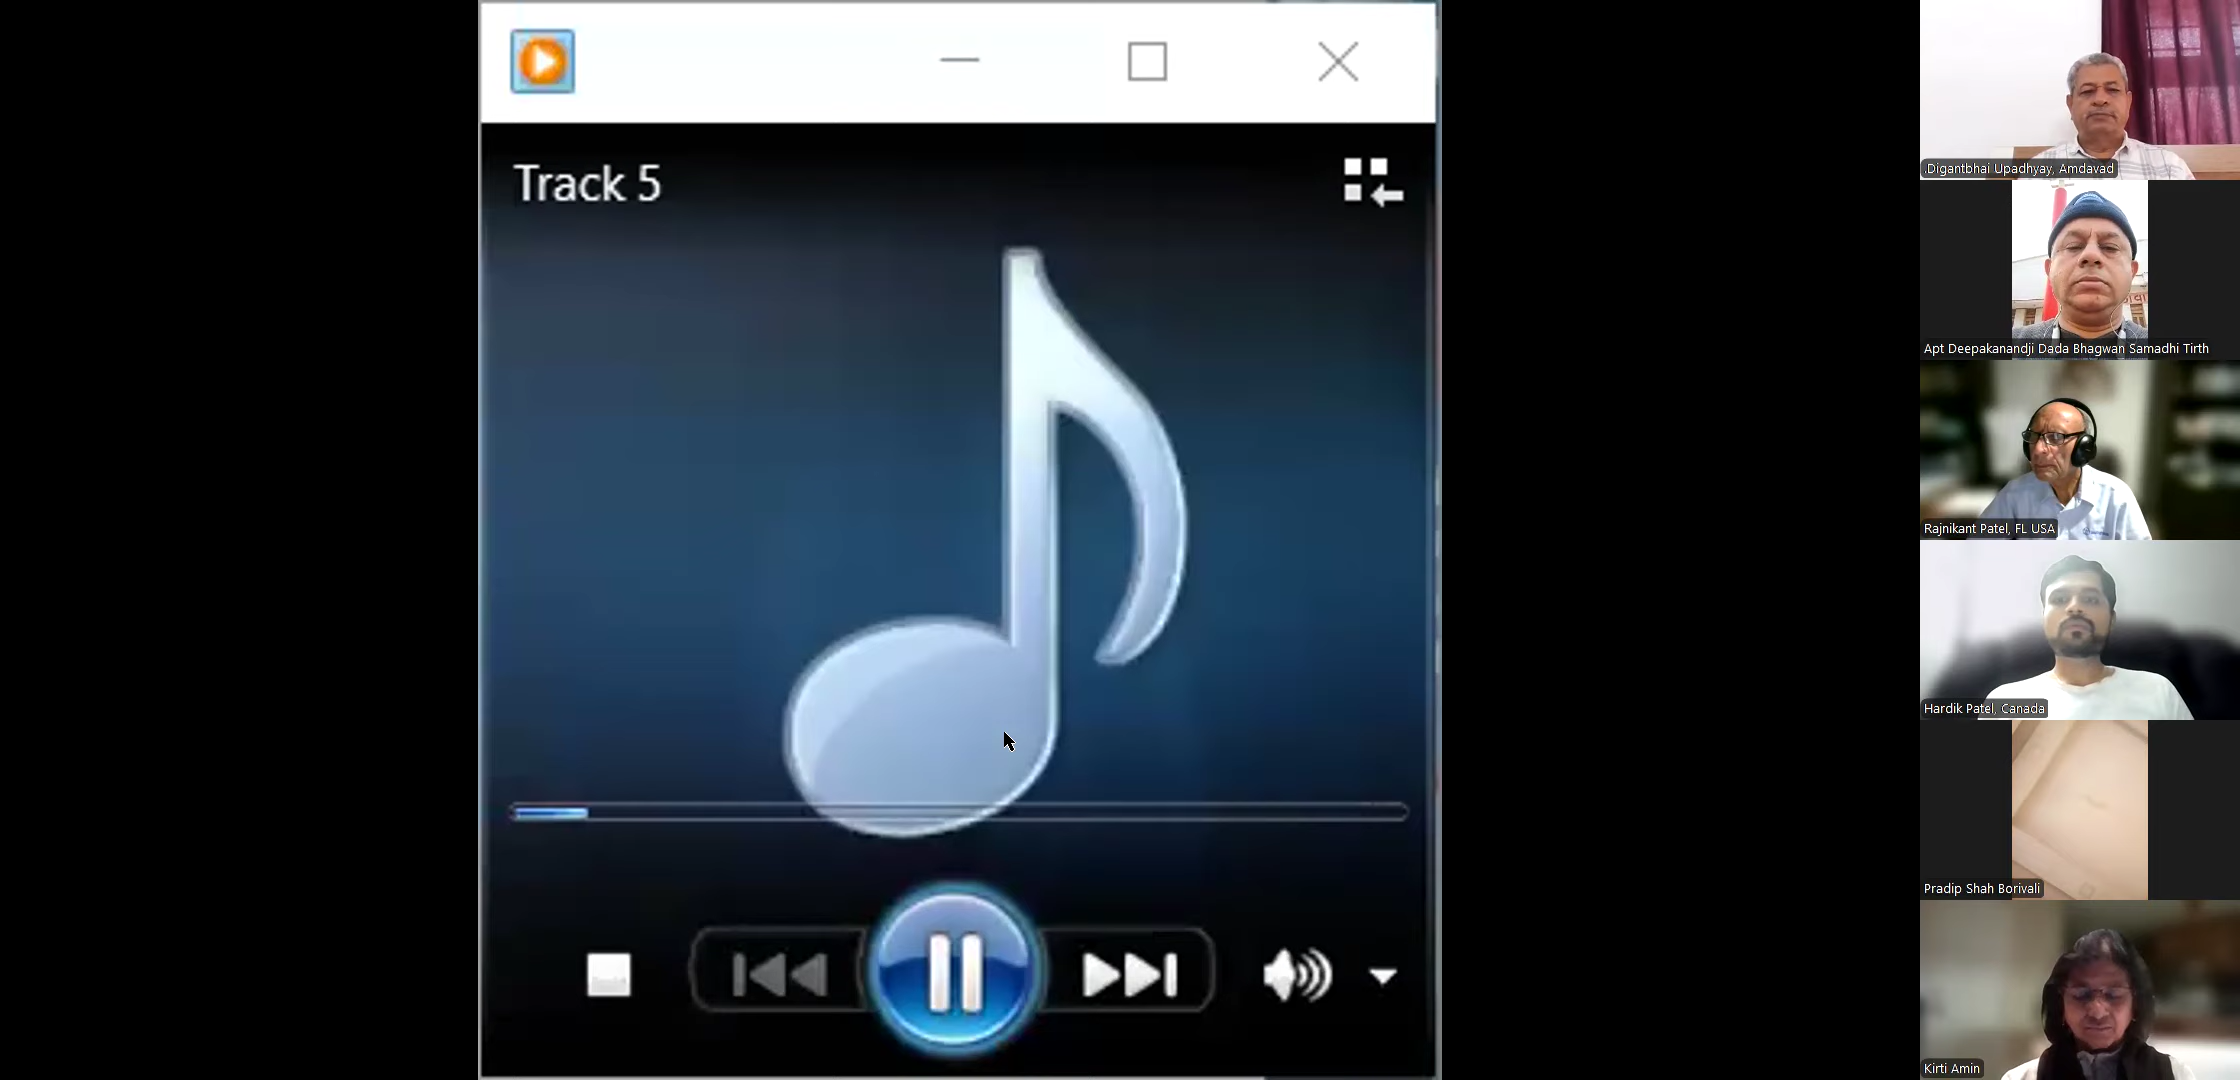 Track 5
.Digantbhai Upadhyay, Amdavad
Apt Deepakanandji Dada Bhagwan Samadhi Tirth
Rajnikant Patel, FL USA
Hardik Patel, Canada
Pradip Shah Borivali
Kirti Amin